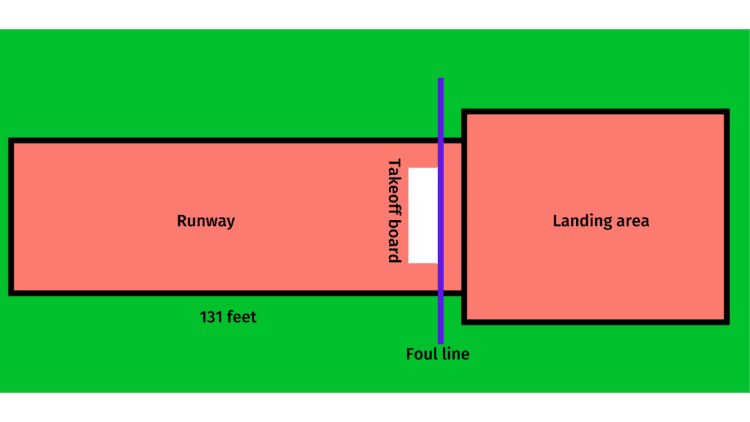 Runway
Takeoff board
Landing area
131 feet
Foul line